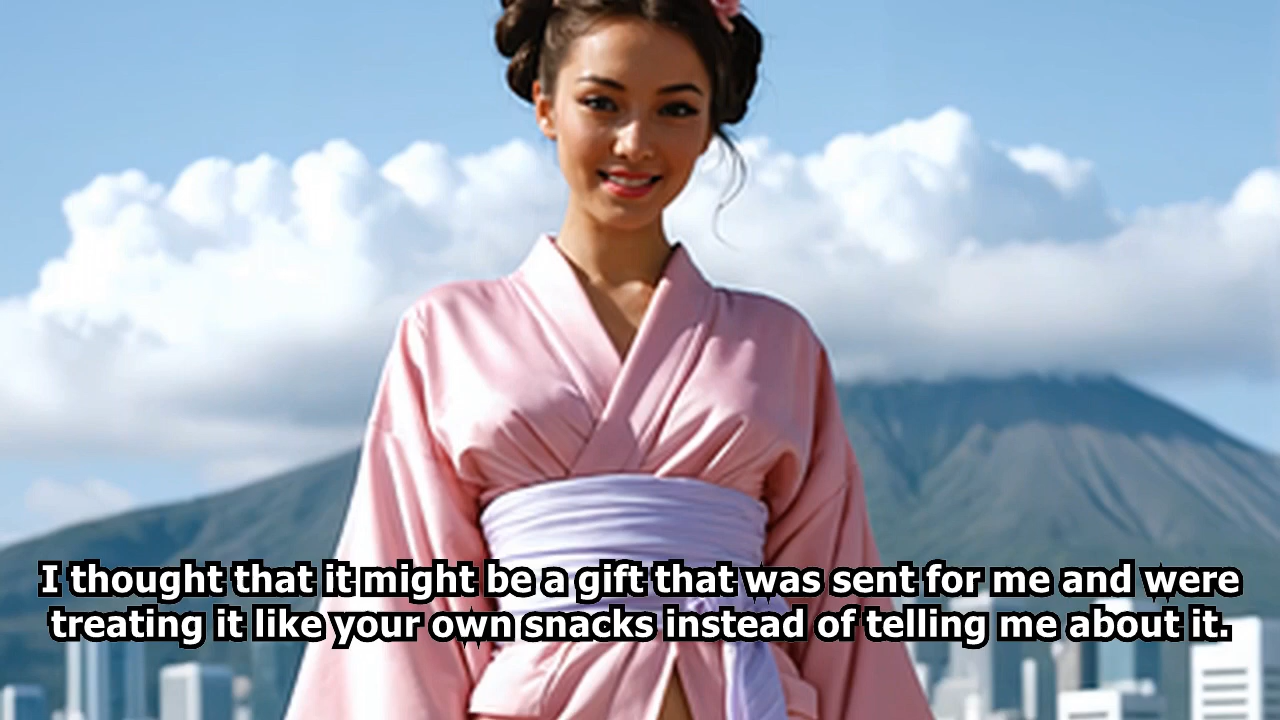 I thought that it might be a gift that was sent for me and were
treating it like your own snacks instead of telling me about it.